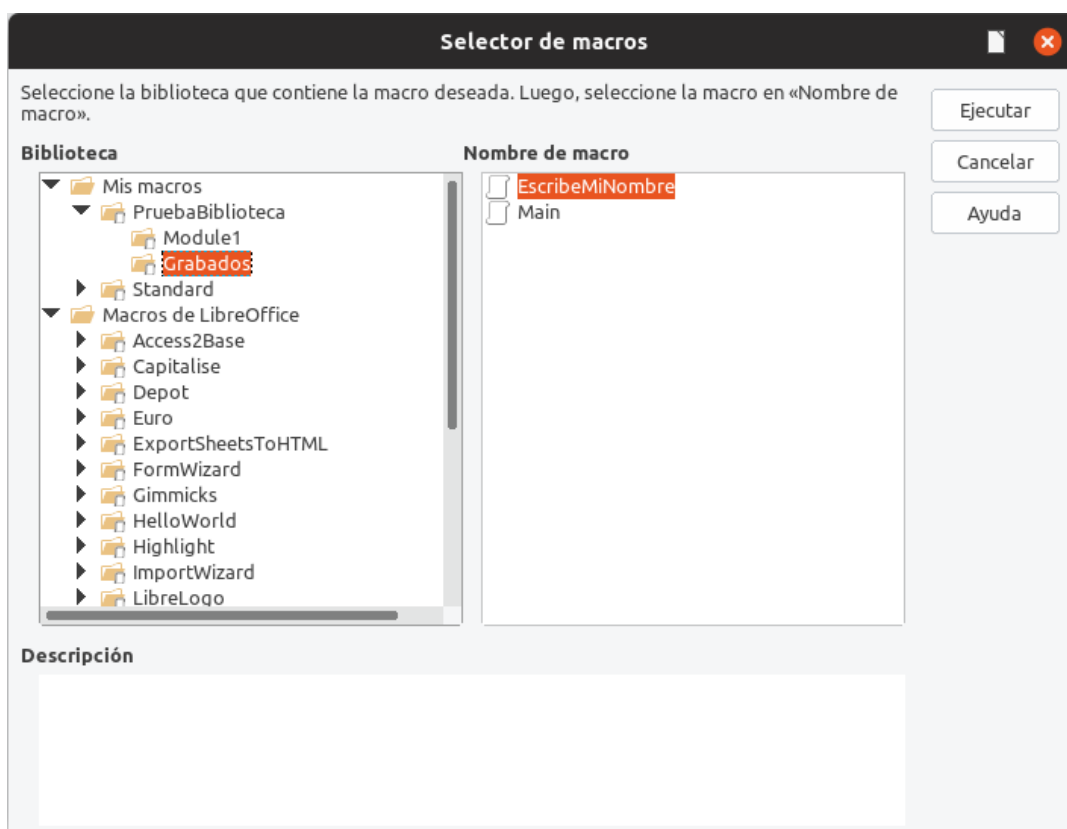 Selector de macros
Seleccione la biblioteca que contiene la macro deseada. Luego, seleccione la macro en «Nombre de
macro».
Ejecutar
Cancelar
Ayuda
Biblioteca
Mis macros
PruebaBiblioteca
Module1
Grabados
Standard
Macros de LibreOffice
Access2Base
Capitalise
Depot
Euro
ExportSheetsToHTML
FormWizard
Gimmicks
HelloWorld
Highlight
ImportWizard
LibreLogo
Nombre de macro
EscribeMiNombre
Main
Descripción